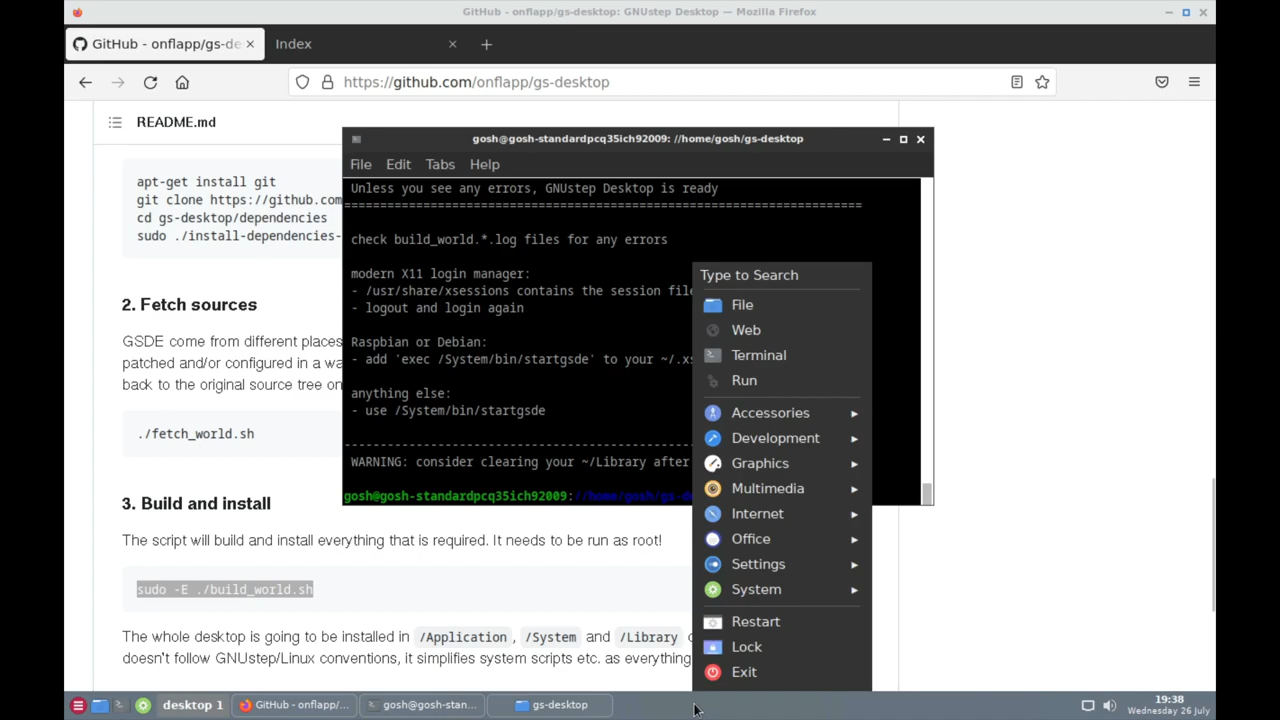 GitHub - onflapp/gs-desktop: GNUstep Desktop — Mozilla Firefox
GitHub - onflapp/gs-de
Index
https://github.com/onflapp/gs-desktop
README.md
apt-get install git
git clone https://github.com
cd gs-desktop/dependencies
sudo ./install-dependencies-
2. Fetch sources
GSDE come from different places
patched and/or configured in a wa
back to the original source tree on
./fetch_world.sh
3. Build and install
The script will build and install everything that is required. It needs to be run as root!
sudo -E ./build_world.sh
The whole desktop is going to be installed in /Application, /System and /Library
doesn't follow GNUstep/Linux conventions, it simplifies system scripts etc. as everything
gosh@gosh-standardpcq35ich92009: //home/gosh/gs-desktop
File Edit Tabs Help
Unless you see any errors, GNUstep Desktop is ready
============================================================
check build_world.*.log files for any errors
modern X11 login manager:
- /usr/share/xsessions contains the session file
- logout and login again
Raspbian or Debian:
- add 'exec /System/bin/startgsde' to your ~/.xs
anything else:
- use /System/bin/startgsde
--------------------------------------------
WARNING: consider clearing your ~/Library after
gosh@gosh-standardpcq35ich92009://home/gosh/gs-de
Type to Search
File
Web
Terminal
Run
Accessories
Development
Graphics
Multimedia
Internet
Office
Settings
System
Restart
Lock
Exit
desktop 1
GitHub - onflapp/...
gosh@gosh-stan...
gs-desktop
19:38
Wednesday 26 July